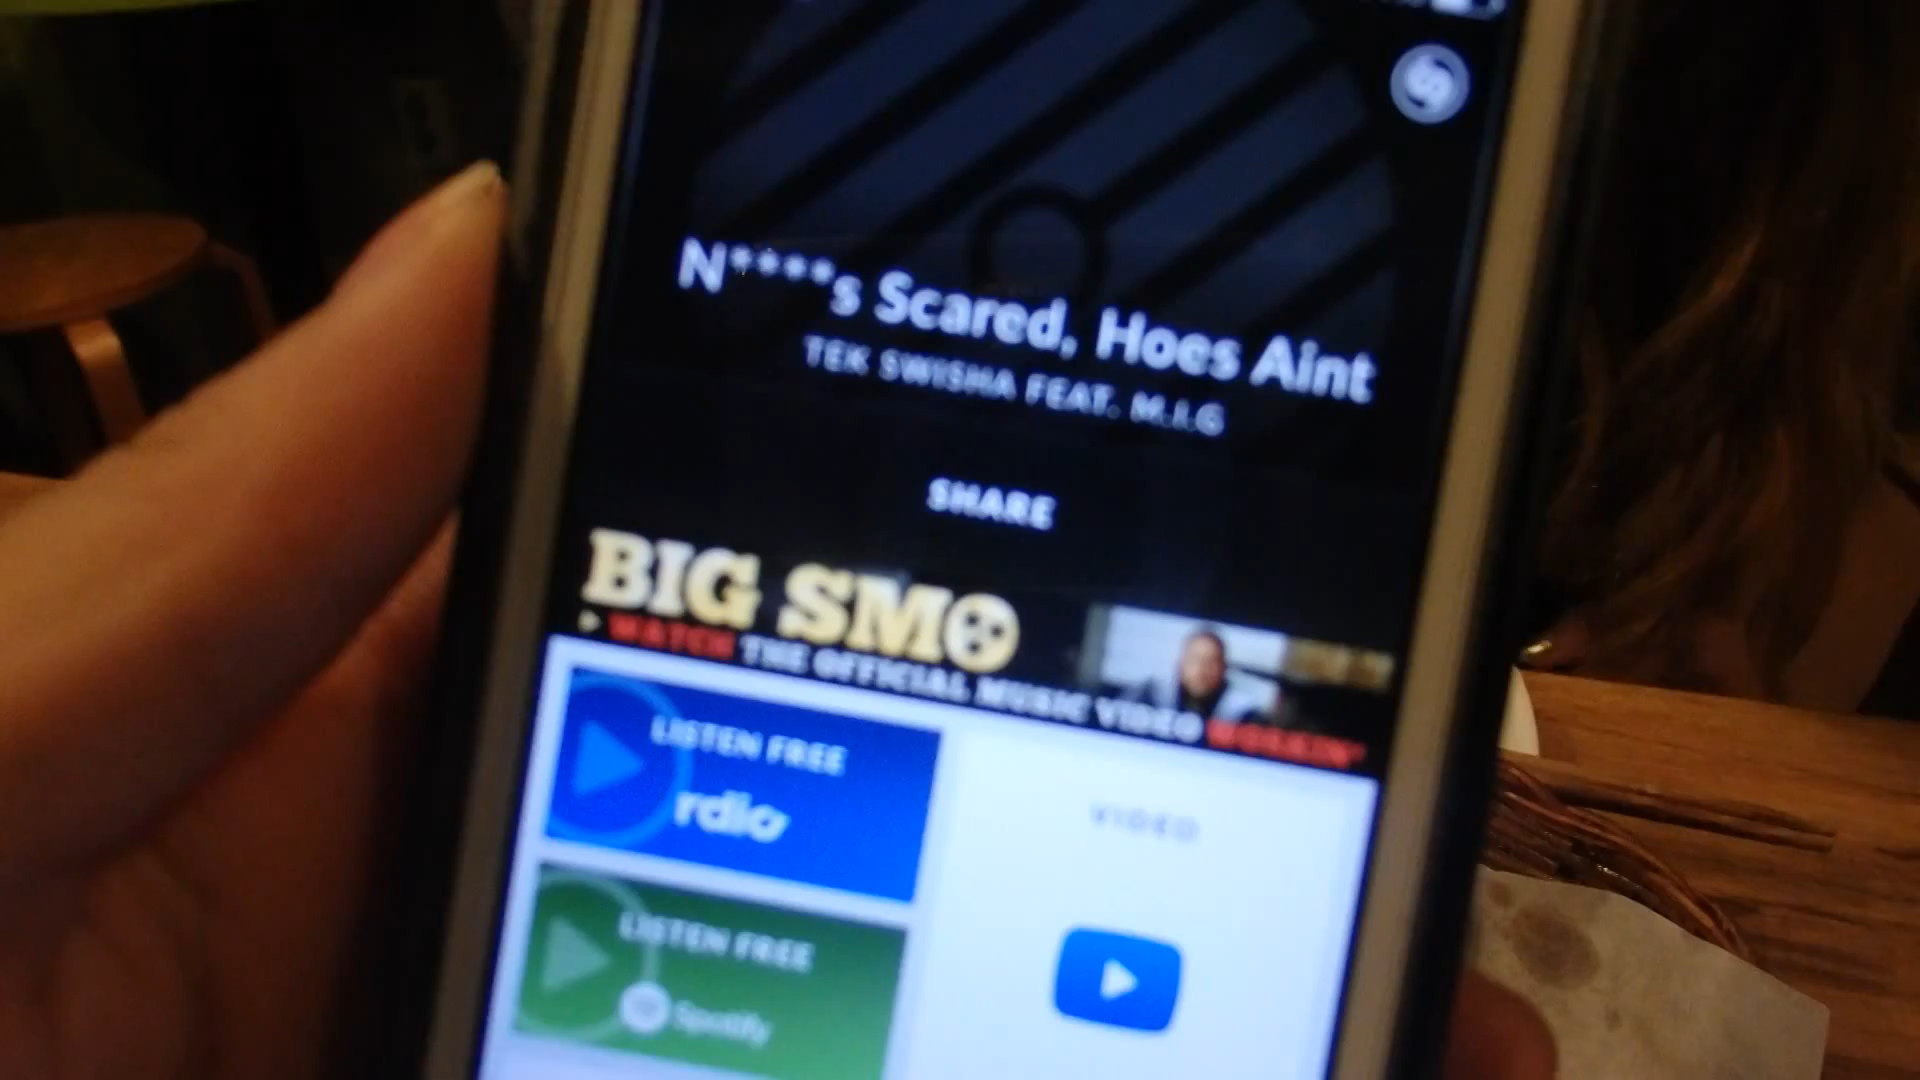 N****s Scared, Hoes Aint
TEK SWISHA FEAT. M.I.G
SHARE
BIG SMO
WATCH THE OFFICIAL MUSIC VIDEO WORKIN'
LISTEN FREE
rdio
VIDEO
LISTEN FREE
Spotify